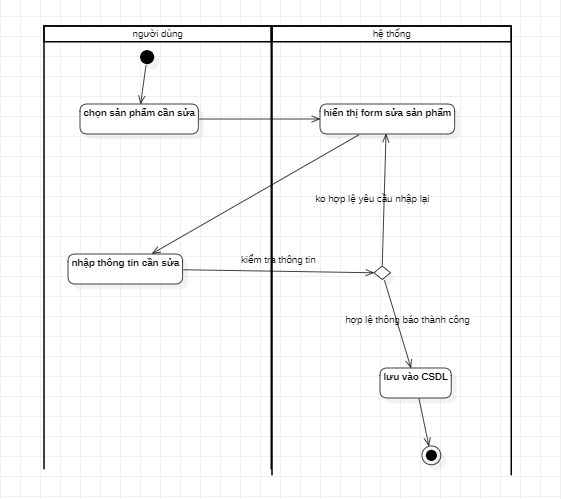 người dùng
hệ thống
chọn sản phẩm cần sửa
hiển thị form sửa sản phẩm
ko hợp lệ yêu cầu nhập lại
nhập thông tin cần sửa
kiểm tra thông tin
hợp lệ thông báo thành công
lưu vào CSDL